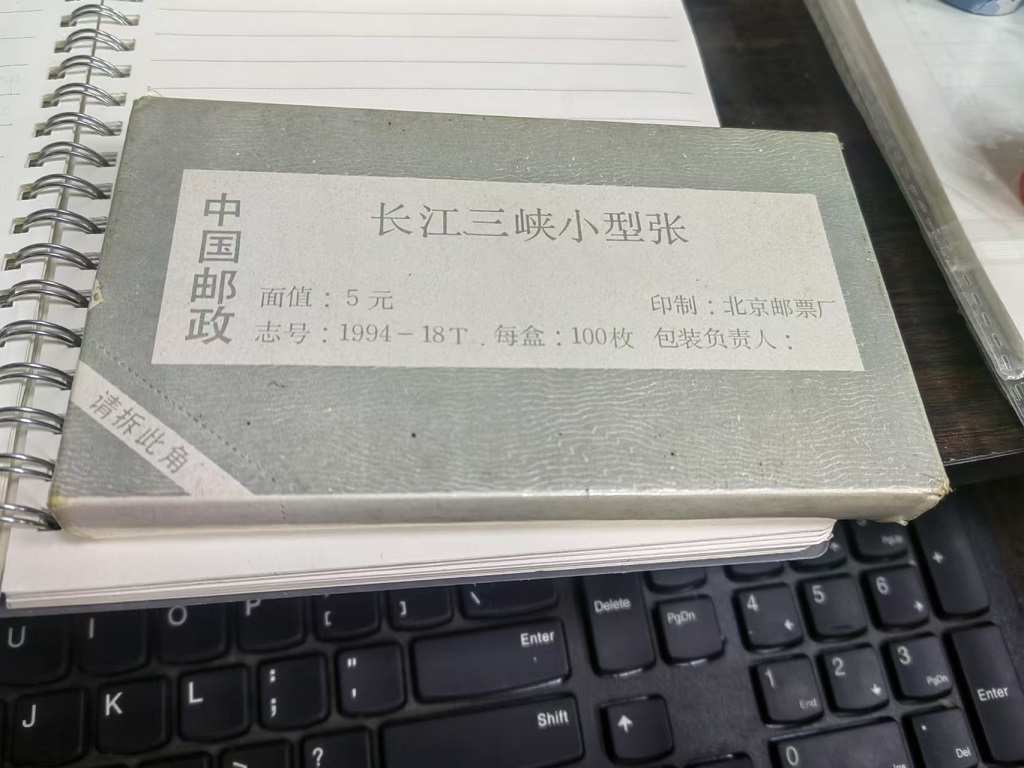 中国邮政
长江三峡小型张
面值：5元
印制：北京邮票厂
志号：1994－18T.
每盒：100枚
包装负责人：
请拆此角
U
I
O
P
[
]
\
Delete
PgDn
4
5
6
+
J
K
L
;
:
'
"
Enter
1
End
2
3
PgDn
Enter
?
Shift
0
Ins
.
Del